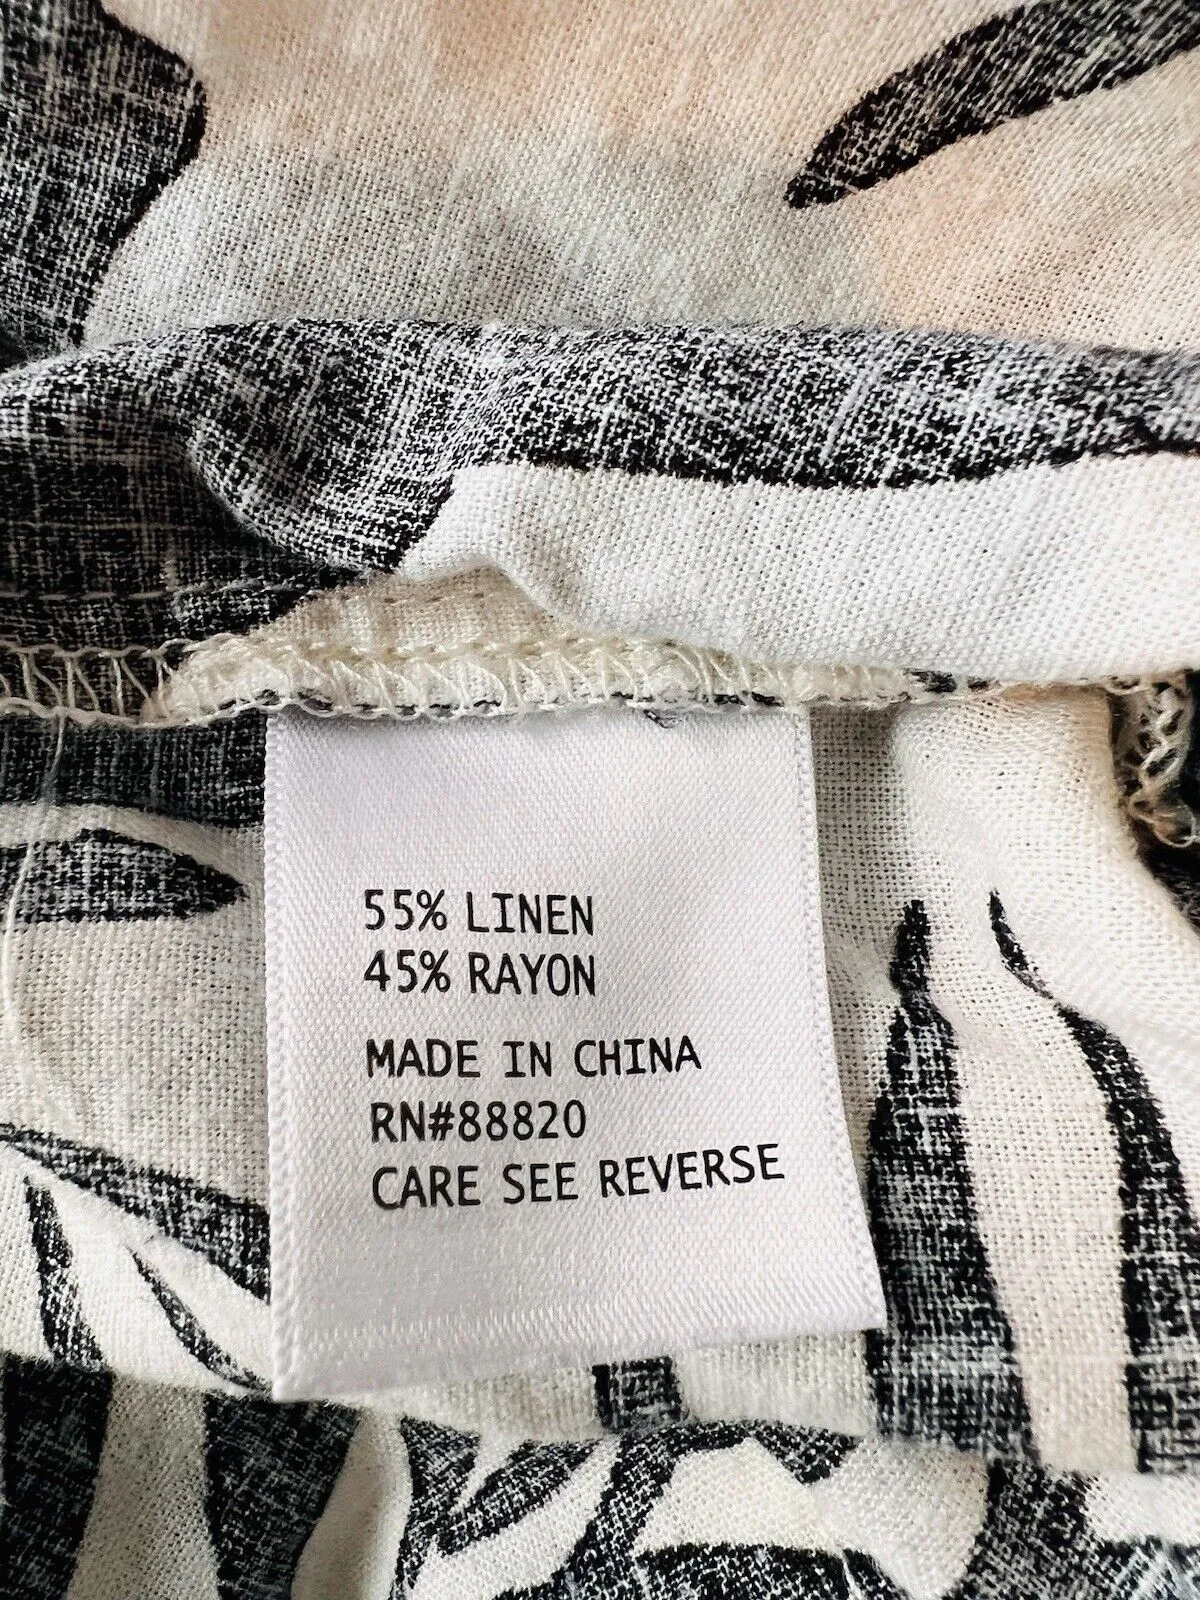 55% LINEN
45% RAYON
MADE IN CHINA
RN#88820
CARE SEE REVERSE